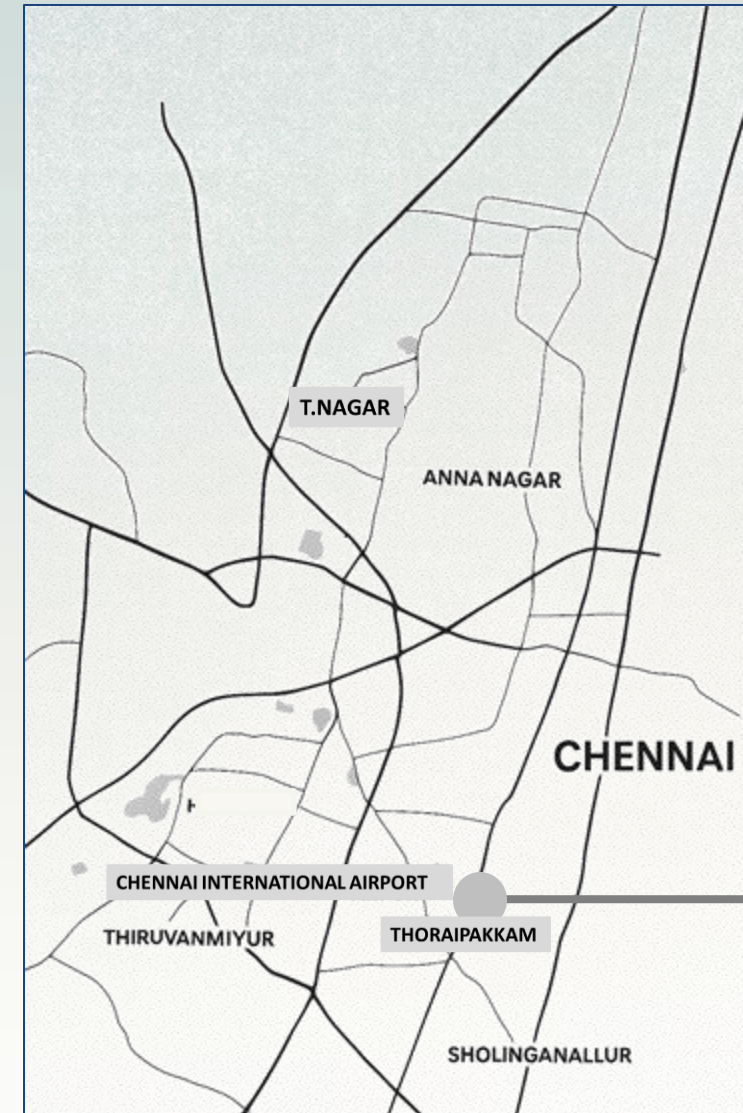 T.NAGAR
ANNA NAGAR
CHENNAI
CHENNAI INTERNATIONAL AIRPORT
THIRUVANMIYUR
THORAIPAKKAM
SHOLINGANALLUR